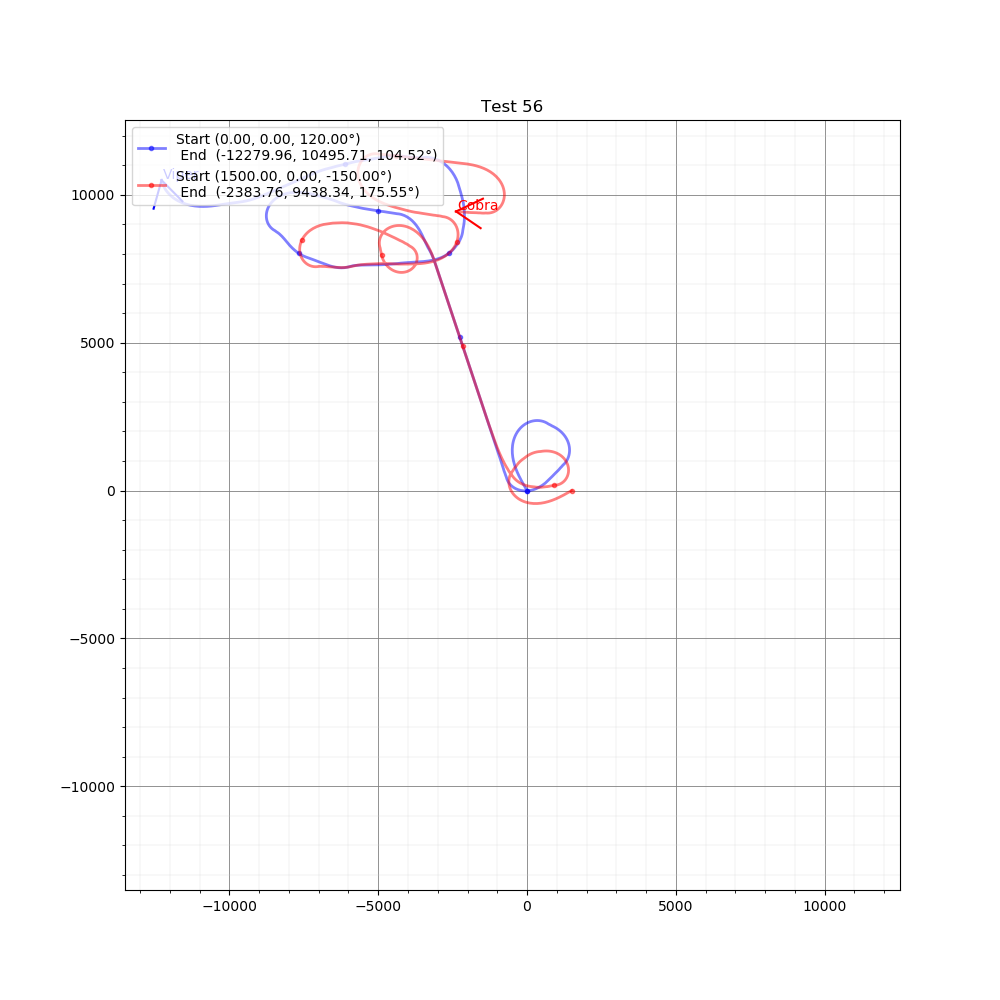 Test 56
Start (0.00, 0.00, 120.00°)
End (-12279.96, 10495.71, 104.52°)
Start (1500.00, 0.00, -150.00°)
End (-2383.76, 9438.34, 175.55°)
Cobra
10000
5000
0
−5000
−10000
−10000 −5000 0 5000 10000